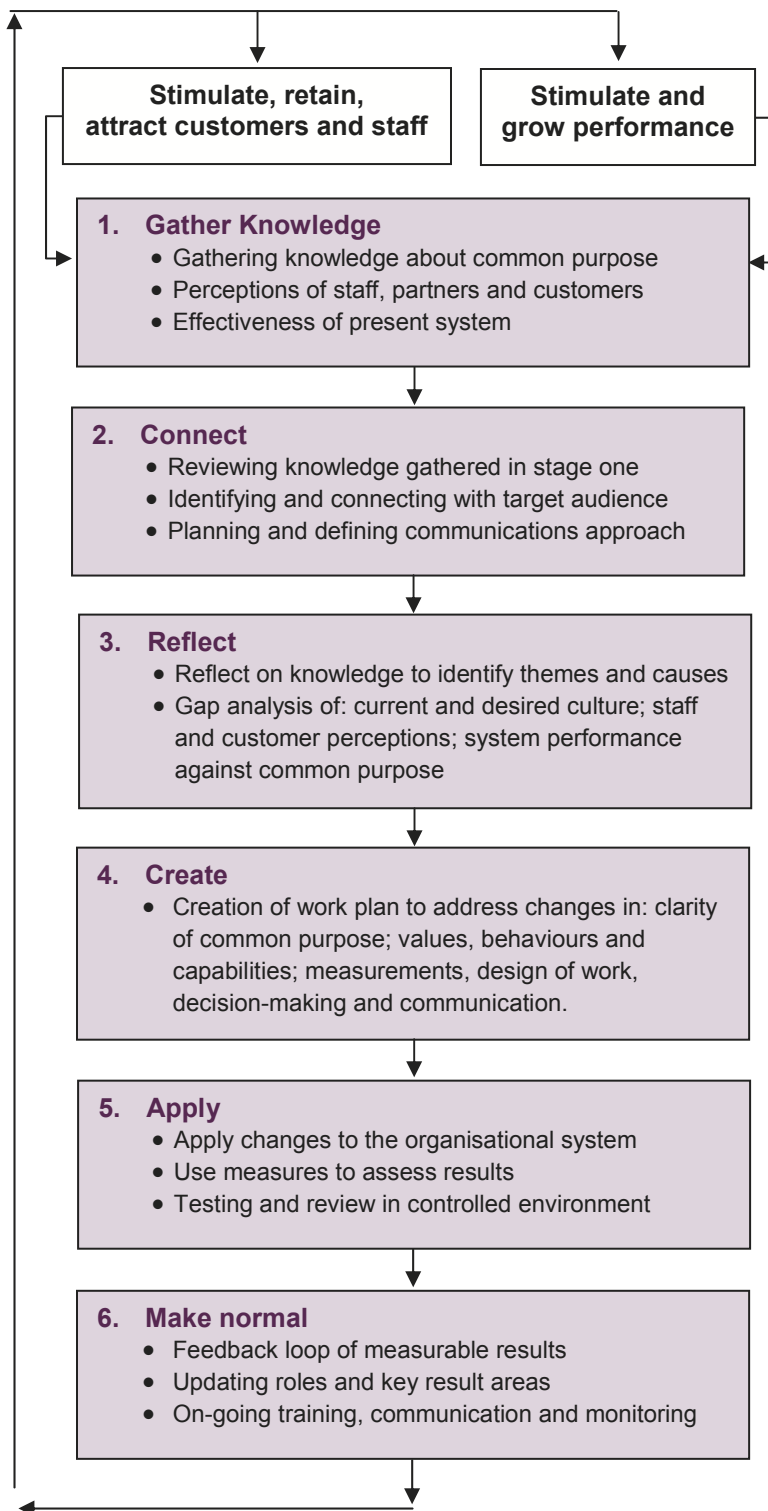 Stimulate, retain,
attract customers and staff
Stimulate and
grow performance
1. Gather Knowledge
• Gathering knowledge about common purpose
• Perceptions of staff, partners and customers
• Effectiveness of present system
2. Connect
• Reviewing knowledge gathered in stage one
• Identifying and connecting with target audience
• Planning and defining communications approach
3. Reflect
• Reflect on knowledge to identify themes and causes
• Gap analysis of: current and desired culture; staff
and customer perceptions; system performance
against common purpose
4. Create
• Creation of work plan to address changes in: clarity
of common purpose; values, behaviours and
capabilities; measurements, design of work,
decision-making and communication.
5. Apply
• Apply changes to the organisational system
• Use measures to assess results
• Testing and review in controlled environment
6. Make normal
• Feedback loop of measurable results
• Updating roles and key result areas
• On-going training, communication and monitoring